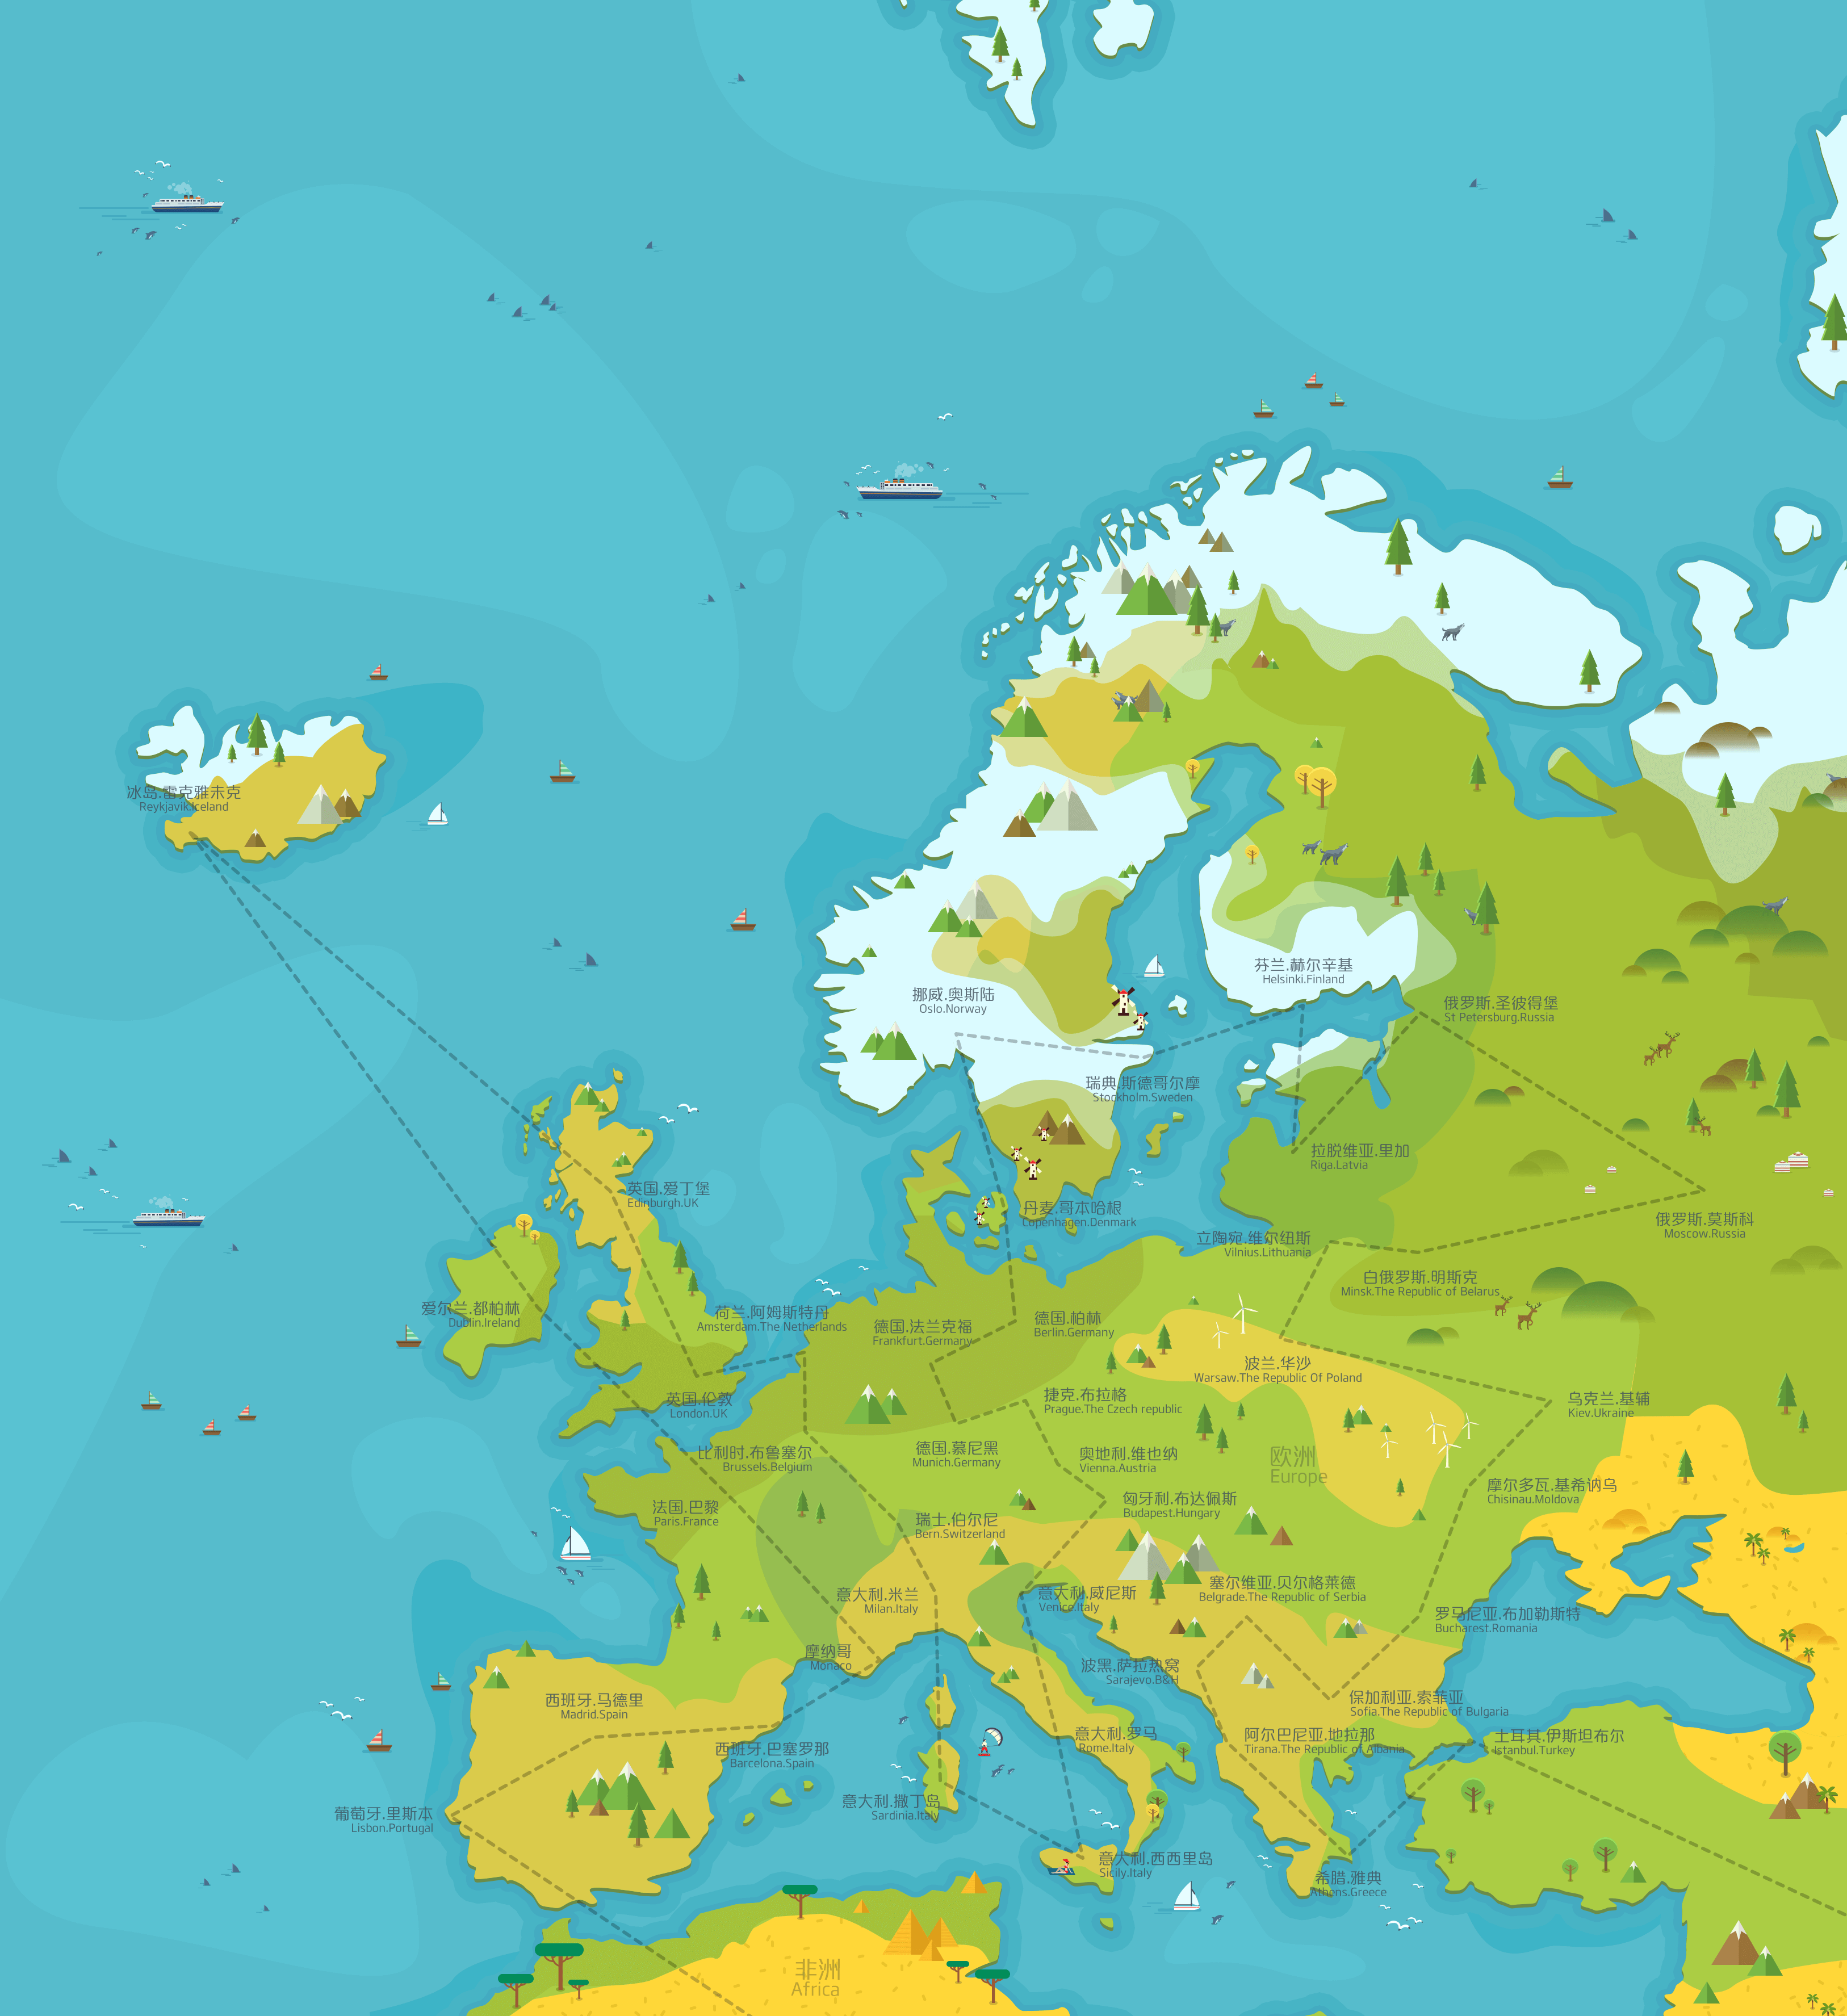 冰岛.雷克雅未克
Reykjavik.Iceland
芬兰.赫尔辛基
Helsinki.Finland
挪威.奥斯陆
Oslo.Norway
俄罗斯.圣彼得堡
St Petersburg.Russia
瑞典.斯德哥尔摩
Stockholm.Sweden
拉脱维亚.里加
Riga.Latvia
英国.爱丁堡
Edinburgh.UK
丹麦.哥本哈根
Copenhagen.Denmark
俄罗斯.莫斯科
Moscow.Russia
立陶宛.维尔纽斯
Vilnius.Lithuania
白俄罗斯.明斯克
Minsk.The Republic of Belarus
爱尔兰.都柏林
Dublin.Ireland
荷兰.阿姆斯特丹
Amsterdam.The Netherlands
德国.法兰克福
Frankfurt.Germany
德国.柏林
Berlin.Germany
波兰.华沙
Warsaw.The Republic Of Poland
英国.伦敦
London.UK
捷克.布拉格
Prague.The Czech republic
乌克兰.基辅
Kiev.Ukraine
比利时.布鲁塞尔
Brussels.Belgium
德国.慕尼黑
Munich.Germany
奥地利.维也纳
Vienna.Austria
欧洲
Europe
法国.巴黎
Paris.France
匈牙利.布达佩斯
Budapest.Hungary
摩尔多瓦.基希讷乌
Chisinau.Moldova
瑞士.伯尔尼
Bern.Switzerland
意大利.米兰
Milan.Italy
意大利.威尼斯
Venice.Italy
塞尔维亚.贝尔格莱德
Belgrade.The Republic of Serbia
罗马尼亚.布加勒斯特
Bucharest.Romania
摩纳哥
Monaco
波黑.萨拉热窝
Sarajevo.B&H
西班牙.马德里
Madrid.Spain
保加利亚.索菲亚
Sofia.The Republic of Bulgaria
西班牙.巴塞罗那
Barcelona.Spain
意大利.罗马
Rome.Italy
阿尔巴尼亚.地拉那
Tirana.The Republic of Albania
土耳其.伊斯坦布尔
Istanbul.Turkey
葡萄牙.里斯本
Lisbon.Portugal
意大利.撒丁岛
Sardinia.Italy
意大利.西西里岛
Sicily.Italy
希腊.雅典
Athens.Greece
非洲
Africa